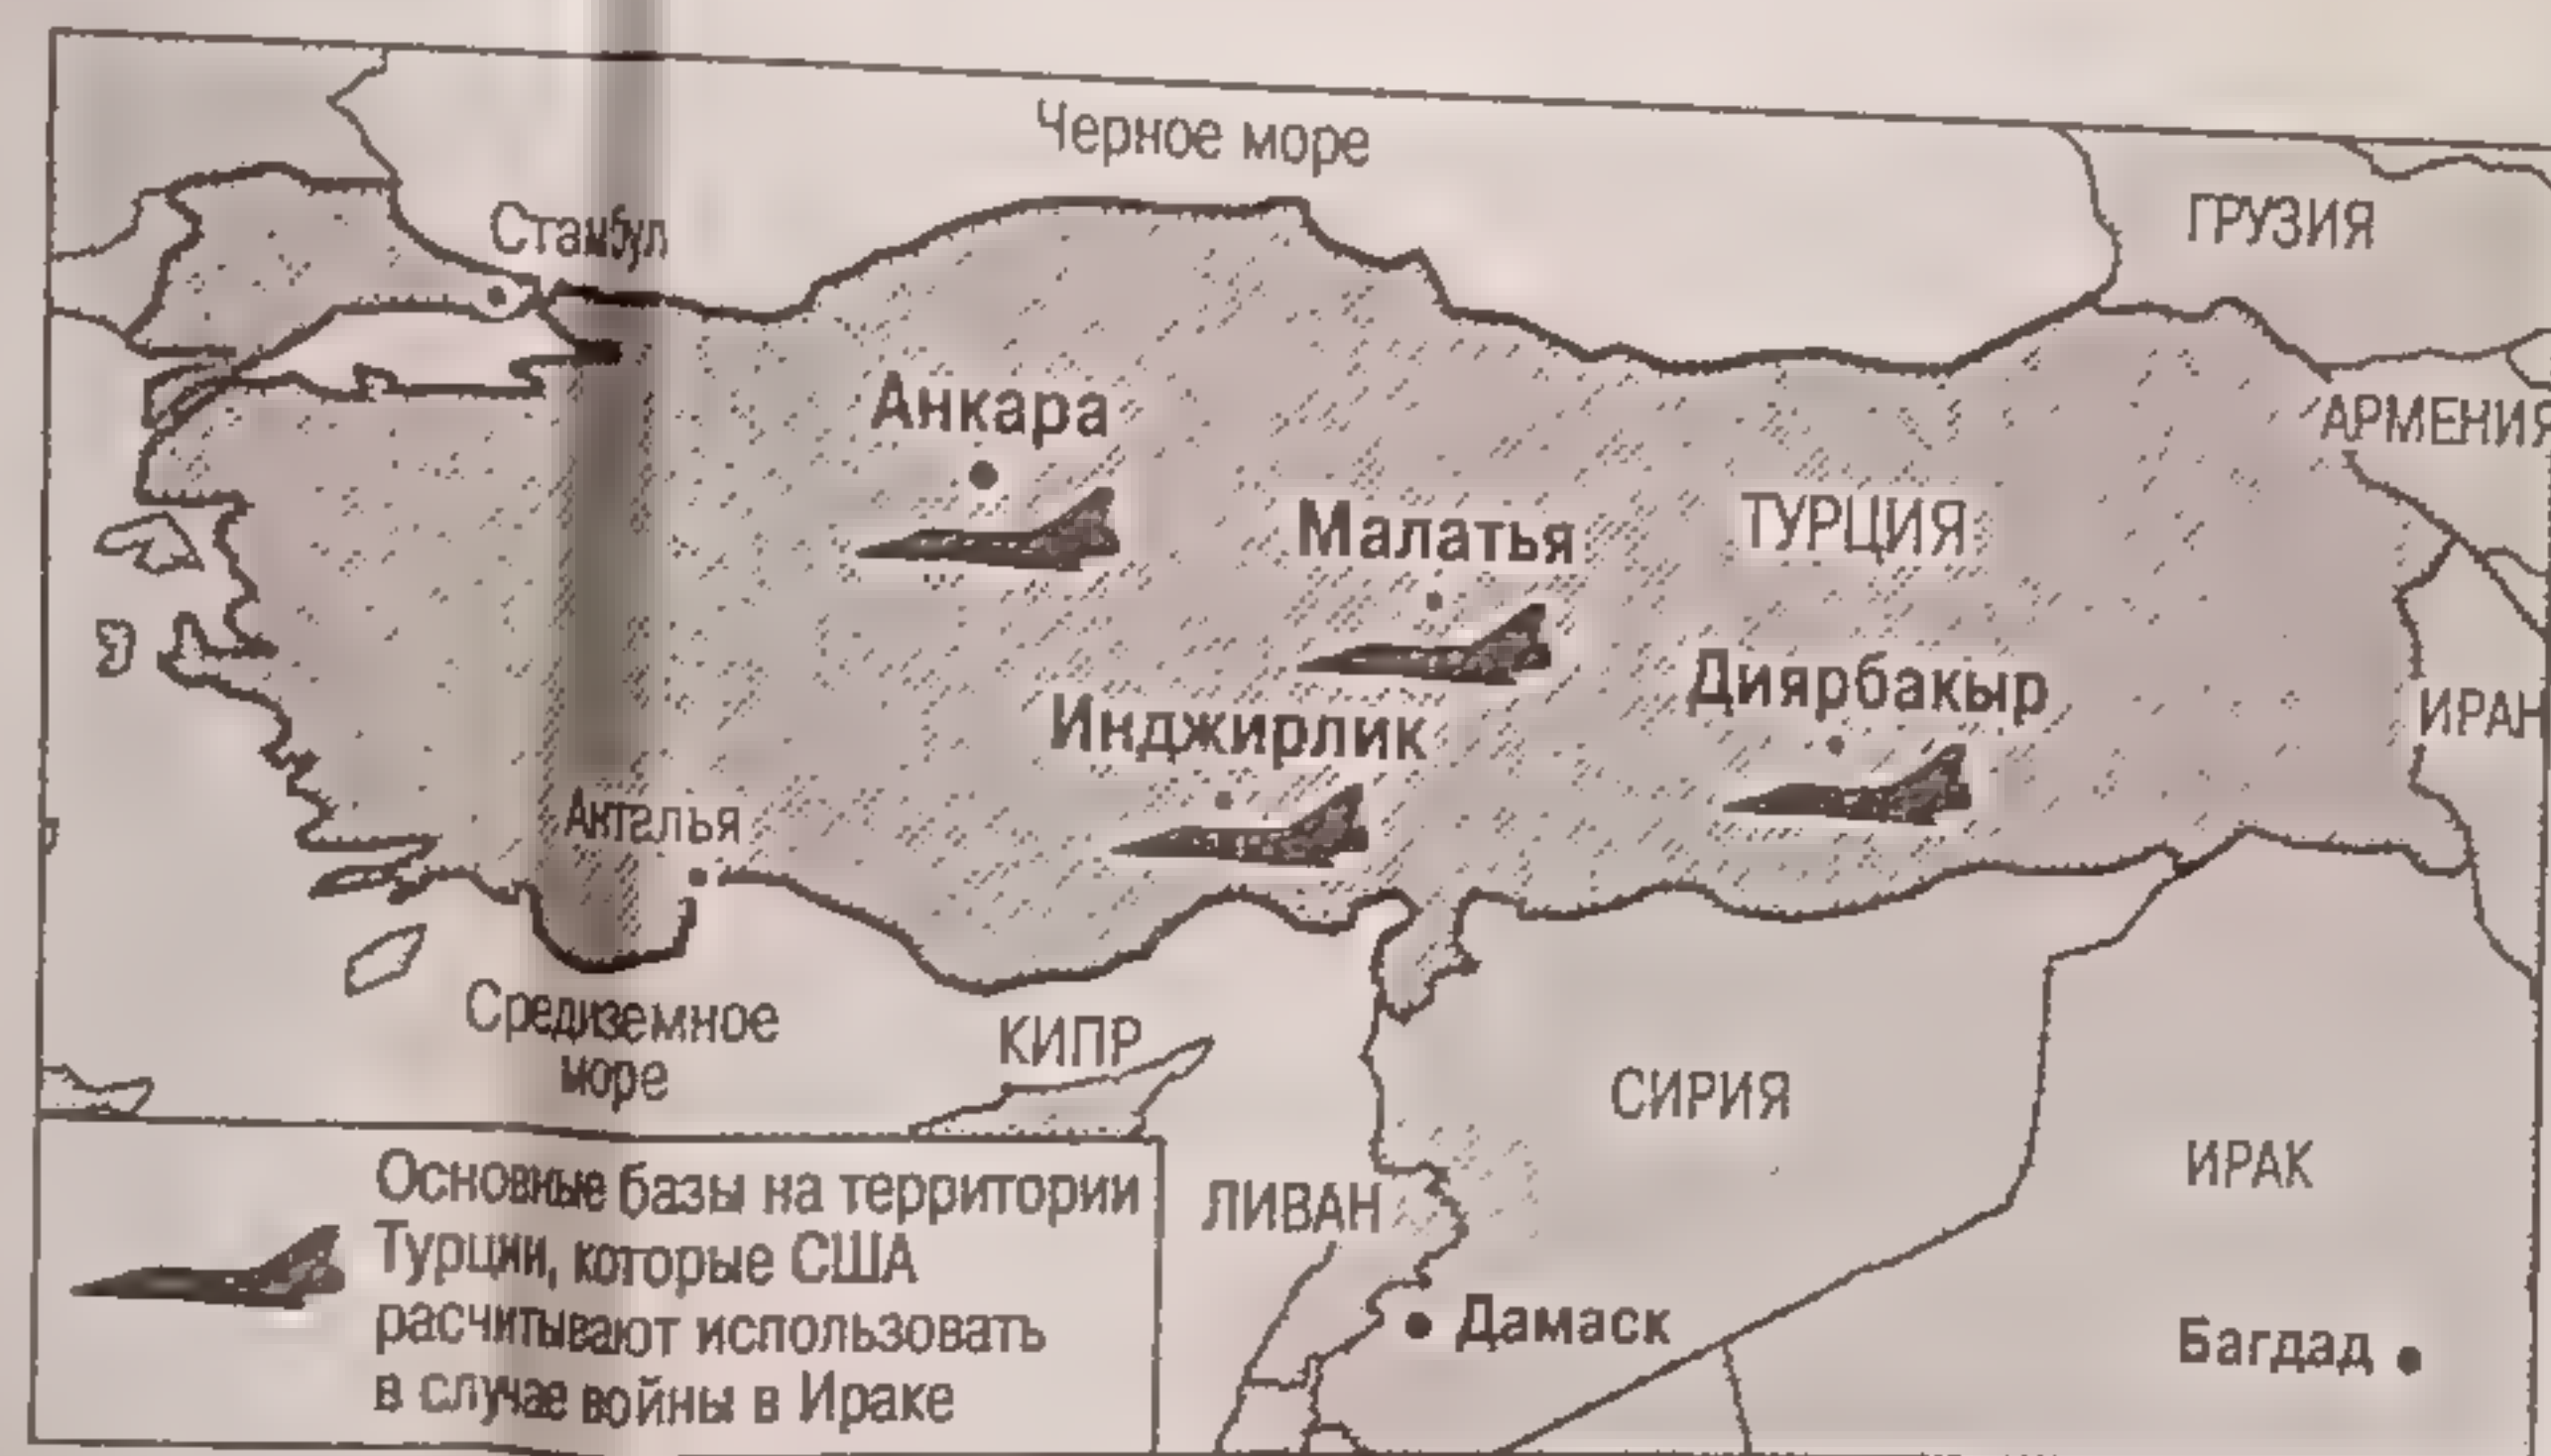 Черное море
ГРУЗИЯ
Стамбул
АРМЕНИЯ
Анкара
Малатья
ТУРЦИЯ
Диярбакыр
ИРАН
Инджирлик
Анталья
Средиземное
море
КИПР
СИРИЯ
ИРАК
ЛИВАН
Дамаск
Багдад
Основные базы на территории
Турции, которые США
расчитывают использовать
в случае войны в Ираке